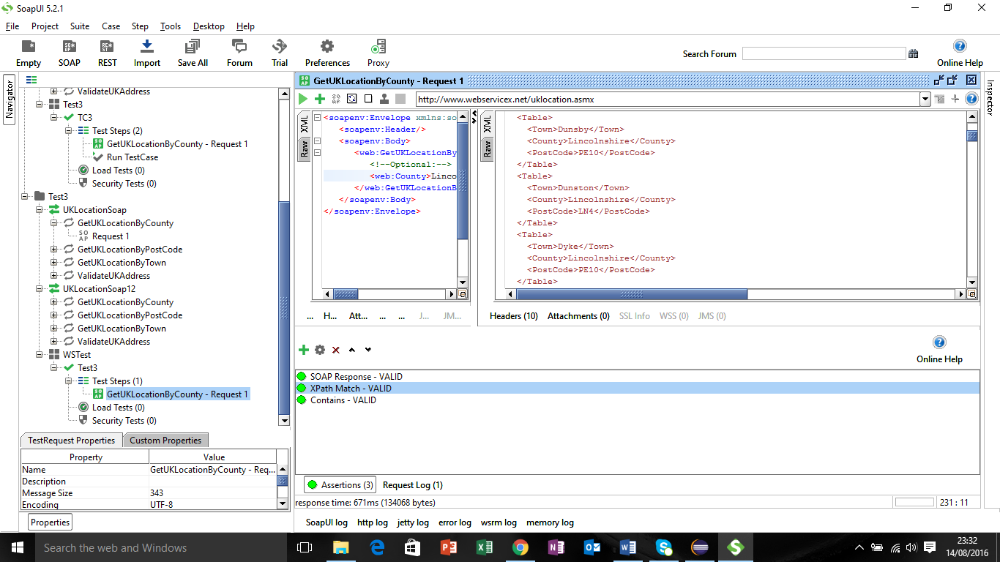 SoapUI 5.2.1
File Project Suite Case Step Tools Desktop Help
Empty SOAP REST Import Save All Forum Trial Preferences Proxy Search Forum Online Help
Navigator
ValidateUKAddress
Test3
TC3
Test Steps (2)
GetUKLocationByCounty - Request 1
Run TestCase
Load Tests (0)
Security Tests (0)
Test3
UKLocationSoap
GetUKLocationByCounty
Request 1
GetUKLocationByPostCode
GetUKLocationByTown
ValidateUKAddress
UKLocationSoap12
GetUKLocationByCounty
GetUKLocationByPostCode
GetUKLocationByTown
ValidateUKAddress
WSTest
Test3
Test Steps (1)
GetUKLocationByCounty - Request 1
Load Tests (0)
Security Tests (0)
TestRequest Properties Custom Properties
Property Value
Name GetUKLocationByCounty - Req...
Description
Message Size 343
Encoding UTF-8
Properties
GetUKLocationByCounty - Request 1
http://www.webservicex.net/uklocation.asmx
Inspector
XML
Raw
<soapenv:Envelope xmlns:so
<soapenv:Header/>
<soapenv:Body>
<web:GetUKLocationBy
<!--Optional:-->
<web:County>Linco
</web:GetUKLocationB
</soapenv:Body>
</soapenv:Envelope>
... H... Att... ... ... J... JM...
XML
Raw
<Table>
<Town>Dunsby</Town>
<County>Lincolnshire</County>
<PostCode>PE10</PostCode>
</Table>
<Table>
<Town>Dunston</Town>
<County>Lincolnshire</County>
<PostCode>LN4</PostCode>
</Table>
<Table>
<Town>Dyke</Town>
<County>Lincolnshire</County>
<PostCode>PE10</PostCode>
</Table>
Headers (10) Attachments (0) SSL Info WSS (0) JMS (0)
Online Help
SOAP Response - VALID
XPath Match - VALID
Contains - VALID
Assertions (3) Request Log (1)
response time: 671ms (134068 bytes) 231 : 11
SoapUI log http log jetty log error log wsrm log memory log
Search the web and Windows
23:32
14/08/2016